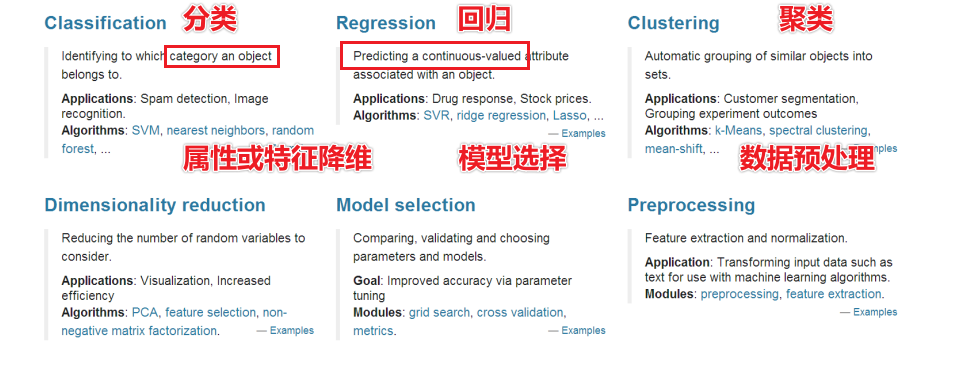 Classification 分类
Identifying to which category an object
belongs to.
Applications: Spam detection, Image
recognition.
Algorithms: SVM, nearest neighbors, random
forest, ...
Regression 回归
Predicting a continuous-valued attribute
associated with an object.
Applications: Drug response, Stock prices.
Algorithms: SVR, ridge regression, Lasso, ...
— Examples
Clustering 聚类
Automatic grouping of similar objects into
sets.
Applications: Customer segmentation,
Grouping experiment outcomes
Algorithms: k-Means, spectral clustering,
mean-shift, ...
属性或特征降维
Dimensionality reduction
Reducing the number of random variables to
consider.
Applications: Visualization, Increased
efficiency
Algorithms: PCA, feature selection, non-
negative matrix factorization.
— Examples
模型选择
Model selection
Comparing, validating and choosing
parameters and models.
Goal: Improved accuracy via parameter
tuning
Modules: grid search, cross validation,
metrics.
— Examples
数据预处理
Preprocessing
Feature extraction and normalization.
Application: Transforming input data such as
text for use with machine learning algorithms.
Modules: preprocessing, feature extraction.
— Examples